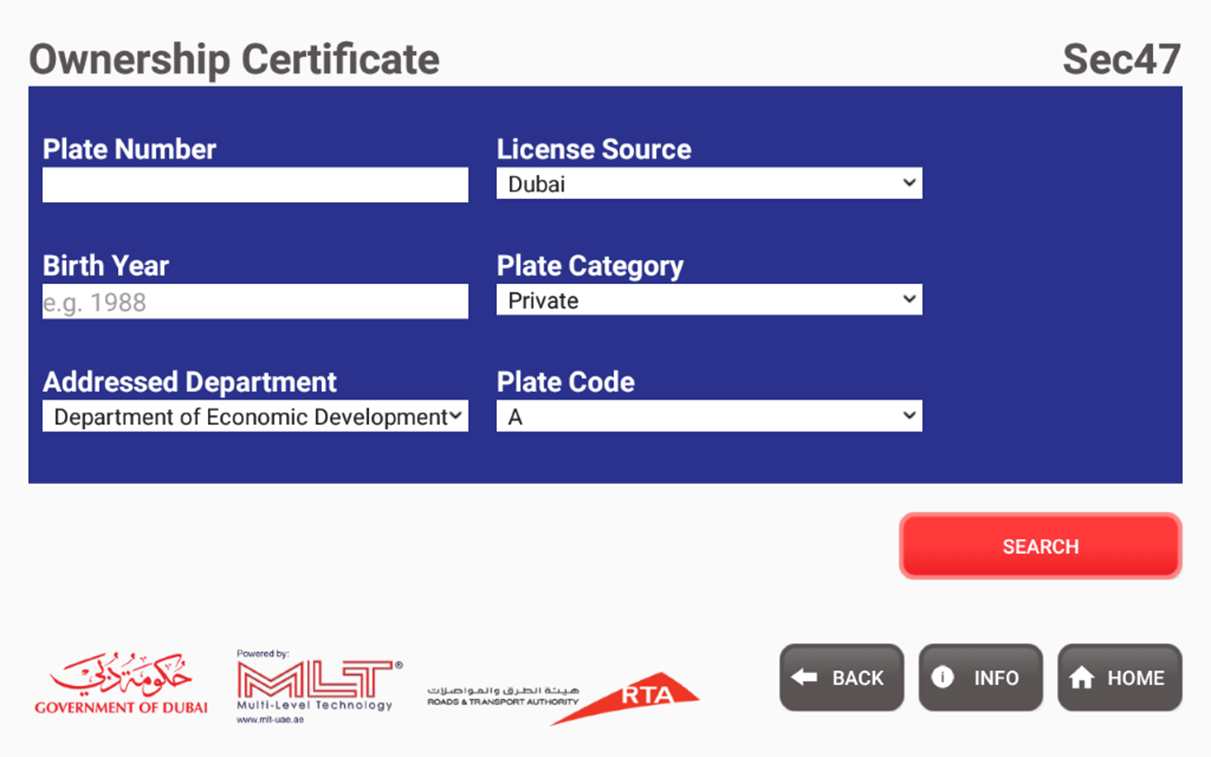 Ownership Certificate
Sec47
Plate Number
License Source
Dubai
Birth Year
e.g. 1988
Plate Category
Private
Addressed Department
Department of Economic Development
Plate Code
A
SEARCH
حكومة دبي
GOVERNMENT OF DUBAI
Powered by:
MLT®
Multi-Level Technology
www.mlt-uae.ae
هيئة الطرق والمواصلات
ROADS & TRANSPORT AUTHORITY
RTA
BACK
INFO
HOME